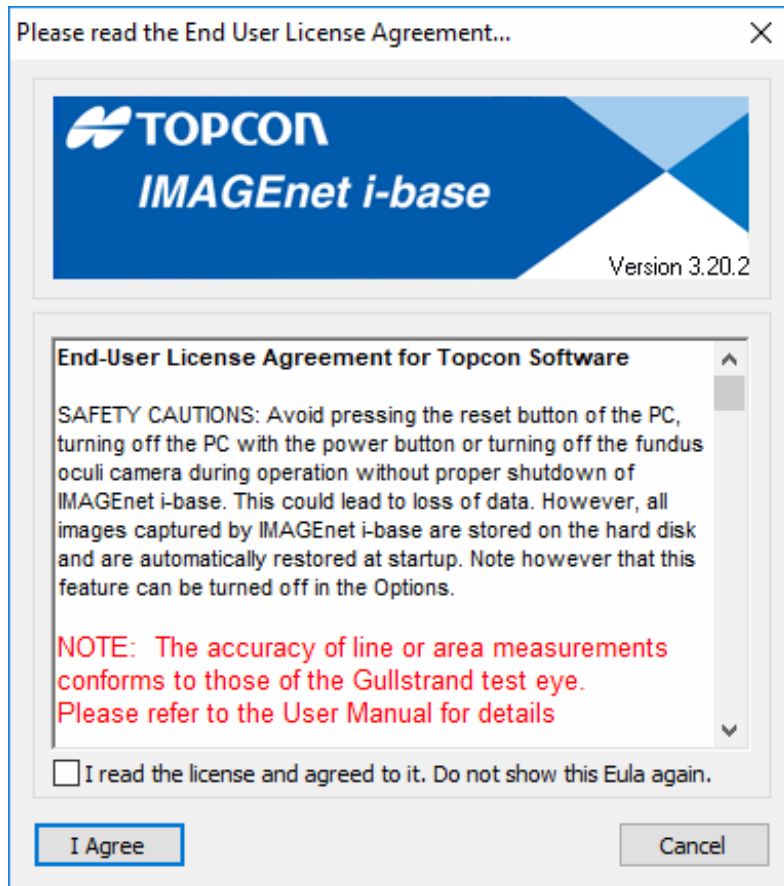 Please read the End User License Agreement...
TOPCON
IMAGEnet i-base
Version 3.20.2
End-User License Agreement for Topcon Software
SAFETY CAUTIONS: Avoid pressing the reset button of the PC,
turning off the PC with the power button or turning off the fundus
oculi camera during operation without proper shutdown of
IMAGEnet i-base. This could lead to loss of data. However, all
images captured by IMAGEnet i-base are stored on the hard disk
and are automatically restored at startup. Note however that this
feature can be turned off in the Options.
NOTE:  The accuracy of line or area measurements
conforms to those of the Gullstrand test eye.
Please refer to the User Manual for details
I read the license and agreed to it. Do not show this Eula again.
I Agree
Cancel